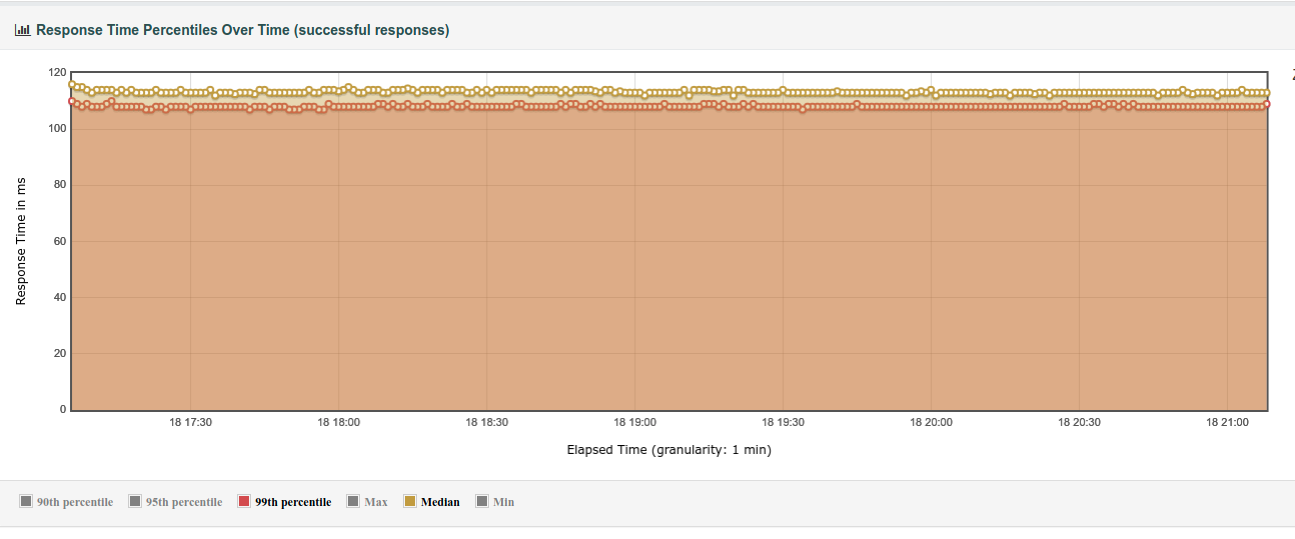 Response Time Percentiles Over Time (successful responses)
120
100
80
60
40
20
0
Response Time in ms
18 17:30 18 18:00 18 18:30 18 19:00 18 19:30 18 20:00 18 20:30 18 21:00
Elapsed Time (granularity: 1 min)
90th percentile 95th percentile 99th percentile Max Median Min